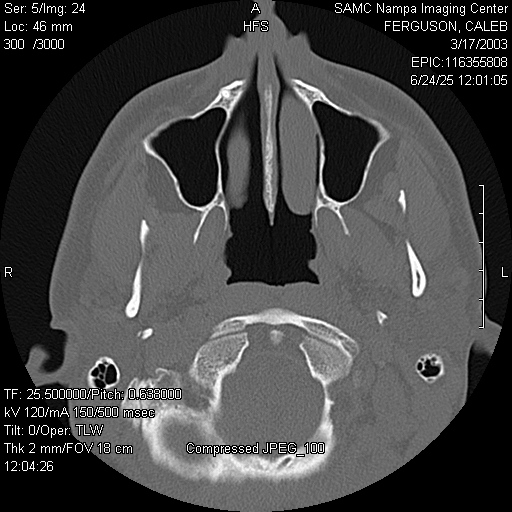 Ser: 5/Img: 24
Loc: 46 mm
300 /3000
A
HFS
SAMC Nampa Imaging Center
FERGUSON, CALEB
3/17/2003
EPIC:116355808
6/24/25 12:01:05
R
L
TF: 25.500000/Pitch: 0.638000
kV 120/mA 150/500 msec
Tilt: 0/Oper: TLW
Thk 2 mm/FOV 18 cm
12:04:26
Compressed JPEG_100